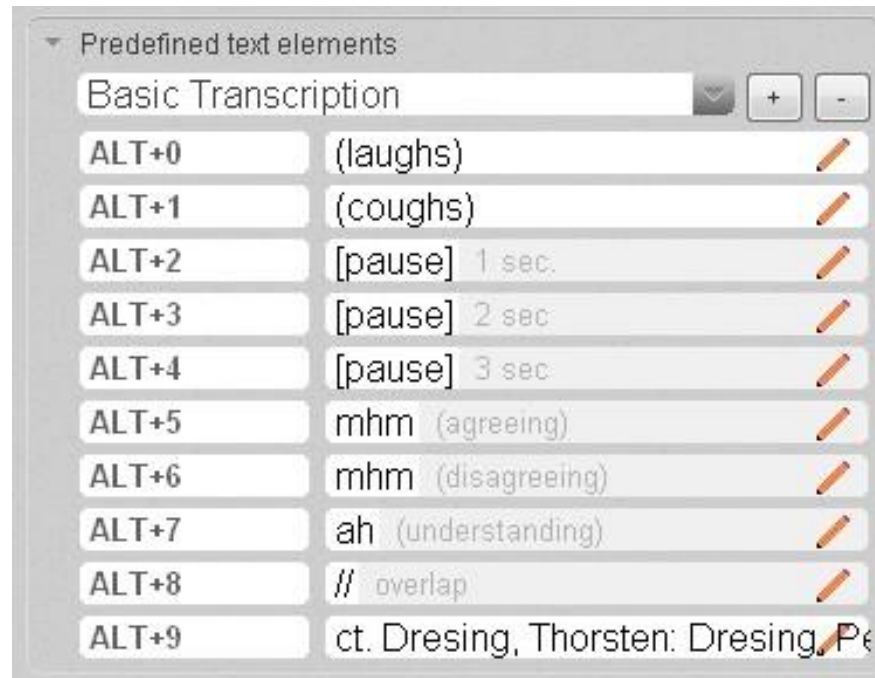 Predefined text elements
Basic Transcription + -
ALT+0 (laughs)
ALT+1 (coughs)
ALT+2 [pause] 1 sec.
ALT+3 [pause] 2 sec
ALT+4 [pause] 3 sec
ALT+5 mhm (agreeing)
ALT+6 mhm (disagreeing)
ALT+7 ah (understanding)
ALT+8 // overlap
ALT+9 ct. Dresing, Thorsten: Dresing, Pe